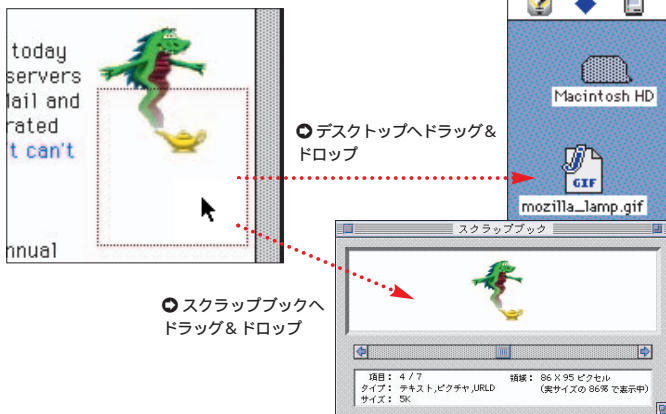 today
servers
lail and
rated
t can't
nnual
デスクトップへドラッグ&
ドロップ
Macintosh HD
GIF
mozilla_lamp.gif
スクラップブックへ
ドラッグ&ドロップ
スクラップブック
項目: 4/7
タイプ: テキスト,ピクチャ,URLD
サイズ: 5K
領域: 86×95 ピクセル
(実サイズの 86% で表示中)